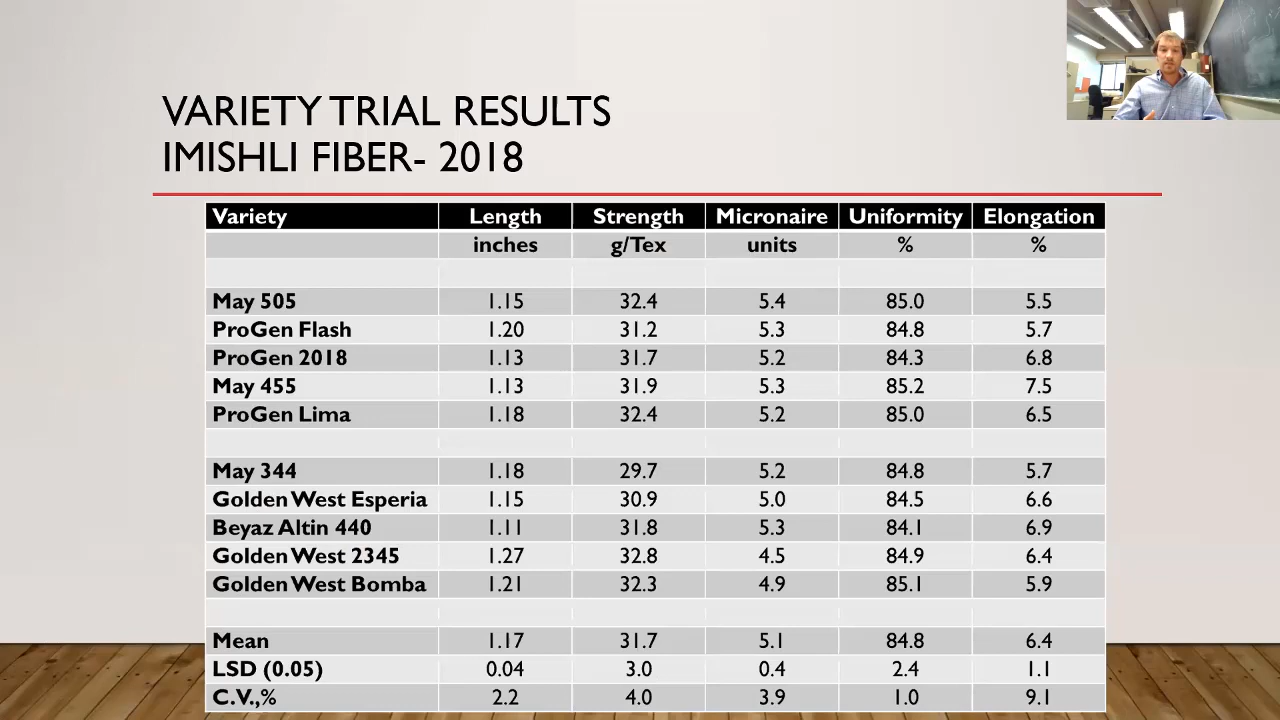 VARIETY TRIAL RESULTS
IMISHLI FIBER- 2018
Variety Length Strength Micronaire Uniformity Elongation
inches g/Tex units % %
May 505 1.15 32.4 5.4 85.0 5.5
ProGen Flash 1.20 31.2 5.3 84.8 5.7
ProGen 2018 1.13 31.7 5.2 84.3 6.8
May 455 1.13 31.9 5.3 85.2 7.5
ProGen Lima 1.18 32.4 5.2 85.0 6.5
May 344 1.18 29.7 5.2 84.8 5.7
Golden West Esperia 1.15 30.9 5.0 84.5 6.6
Beyaz Altin 440 1.11 31.8 5.3 84.1 6.9
Golden West 2345 1.27 32.8 4.5 84.9 6.4
Golden West Bomba 1.21 32.3 4.9 85.1 5.9
Mean 1.17 31.7 5.1 84.8 6.4
LSD (0.05) 0.04 3.0 0.4 2.4 1.1
C.V.,% 2.2 4.0 3.9 1.0 9.1